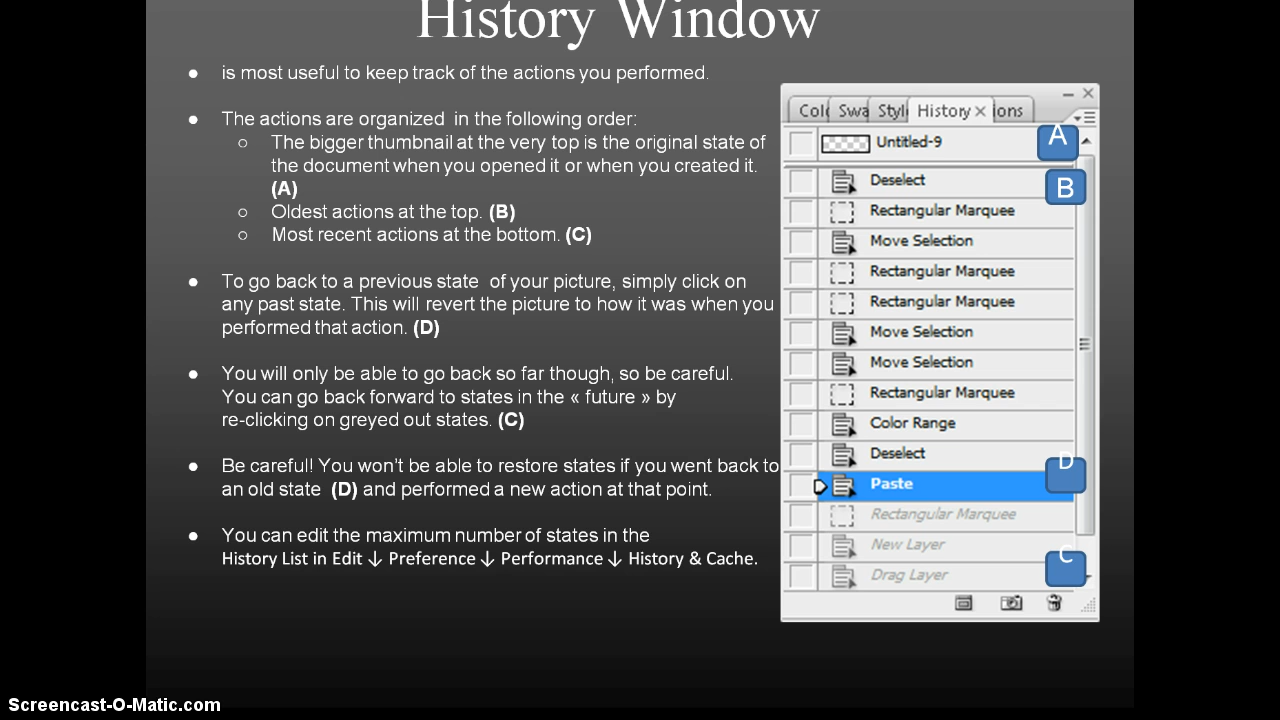 History Window
● is most useful to keep track of the actions you performed.
● The actions are organized in the following order:
○ The bigger thumbnail at the very top is the original state of
the document when you opened it or when you created it.
(A)
○ Oldest actions at the top. (B)
○ Most recent actions at the bottom. (C)
● To go back to a previous state of your picture, simply click on
any past state. This will revert the picture to how it was when you
performed that action. (D)
● You will only be able to go back so far though, so be careful.
You can go back forward to states in the « future » by
re-clicking on greyed out states. (C)
● Be careful! You won't be able to restore states if you went back to
an old state (D) and performed a new action at that point.
● You can edit the maximum number of states in the
History List in Edit ↓ Preference ↓ Performance ↓ History & Cache.
Colo Swa Style History × ions
Untitled-9 A
Deselect B
Rectangular Marquee
Move Selection
Rectangular Marquee
Rectangular Marquee
Move Selection
Move Selection
Rectangular Marquee
Color Range
Deselect
Paste D
Rectangular Marquee
New Layer
Drag Layer C
Screencast-O-Matic.com